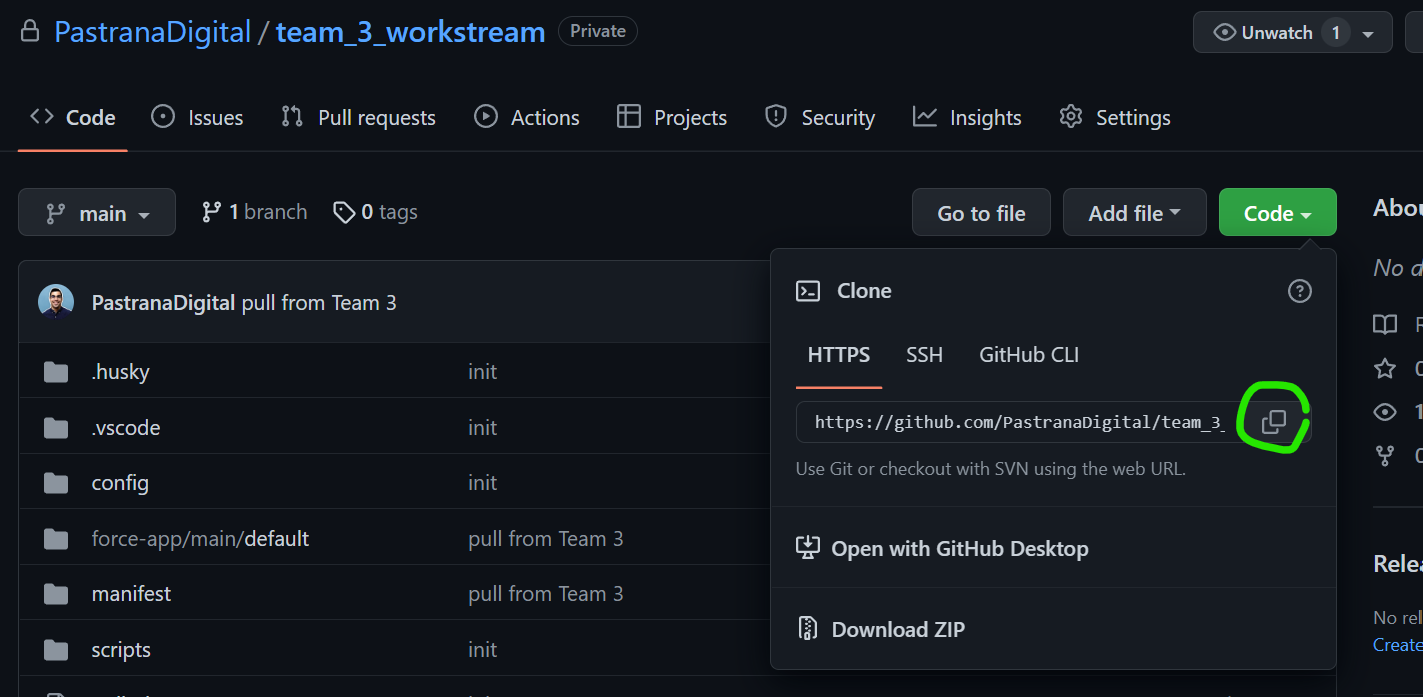 PastranaDigital / team_3_workstream Private
Unwatch 1
Code Issues Pull requests Actions Projects Security Insights Settings
main 1 branch 0 tags
Go to file Add file Code
PastranaDigital pull from Team 3
.husky init
.vscode init
config init
force-app/main/default pull from Team 3
manifest pull from Team 3
scripts init
Clone
HTTPS SSH GitHub CLI
https://github.com/PastranaDigital/team_3_
Use Git or checkout with SVN using the web URL.
Open with GitHub Desktop
Download ZIP
Abou
No d
R
0
1
0
Relea
No rel
Create